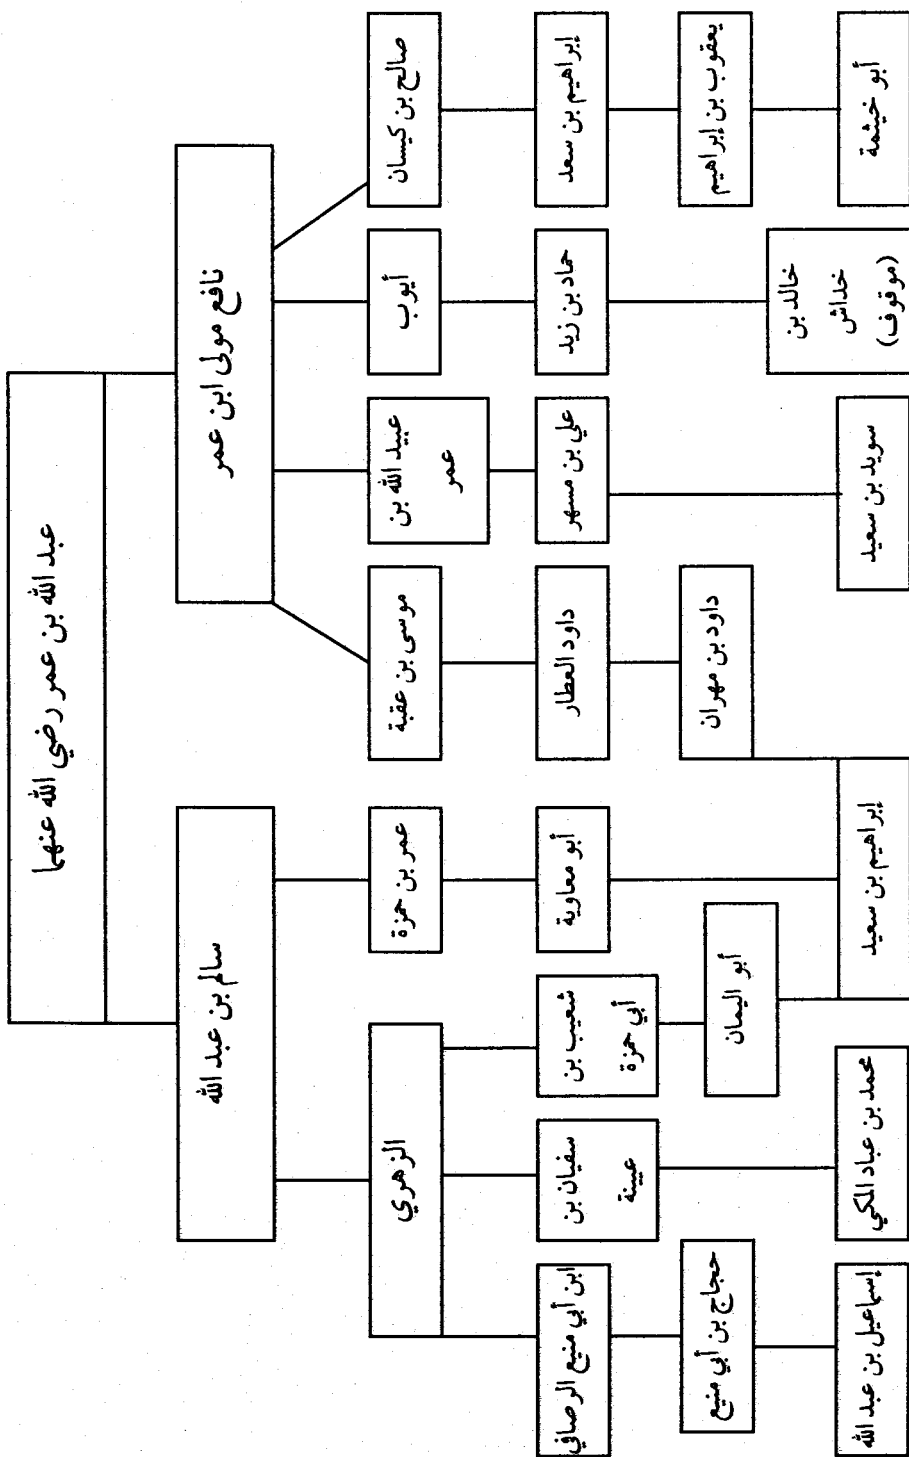 عبد الله بن عمر رضي الله عنهما
نافع مولى ابن عمر
سالم بن عبد الله
صالح بن كيسان
أيوب
عبيد الله بن
عمر
موسى بن عقبة
عمر بن حمزة
الزهري
إبراهيم بن سعد
حماد بن زيد
علي بن مسهر
داود العطار
أبو معاوية
شعيب بن
أبي حمزة
سفيان بن
عيينة
ابن أبي منيع الرصافي
يعقوب بن إبراهيم
داود بن مهران
أبو اليمان
حجاج بن أبي منيع
أبو خيثمة
خالد بن
خداش
(موقوف)
سويد بن سعيد
إبراهيم بن سعيد
محمد بن عباد المكي
إسماعيل بن عبد الله